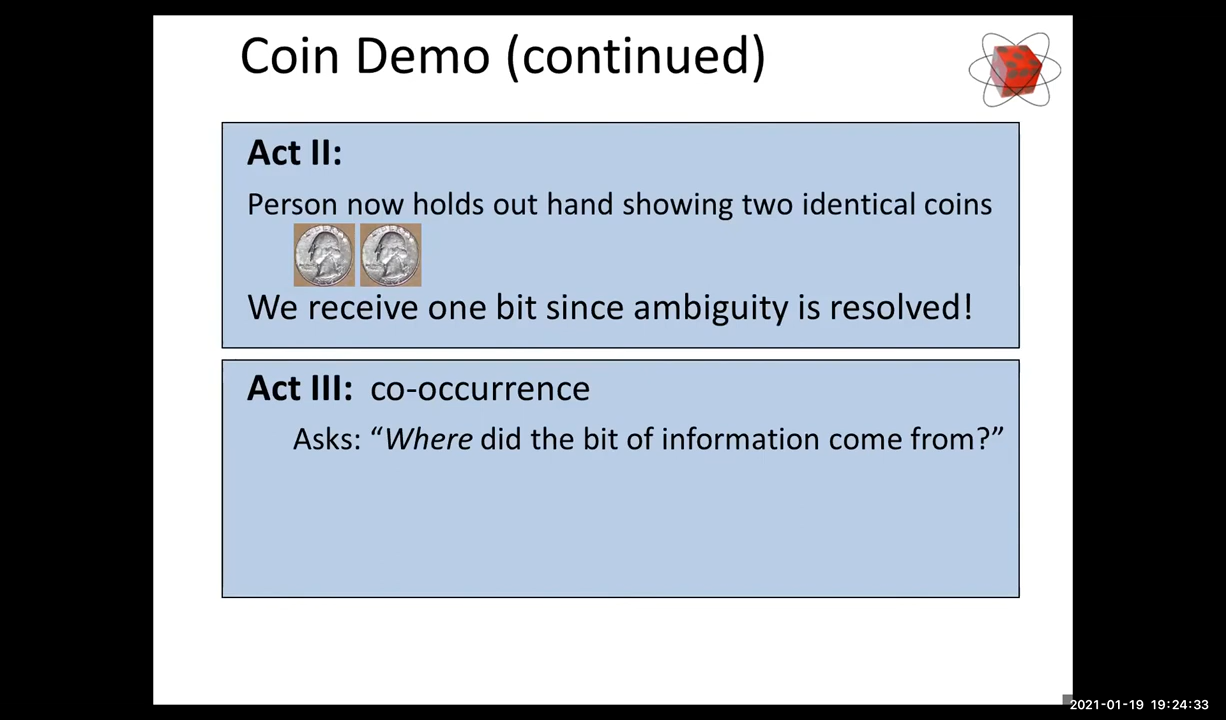 Coin Demo (continued)
Act II:
Person now holds out hand showing two identical coins
We receive one bit since ambiguity is resolved!
Act III: co-occurrence
Asks: “Where did the bit of information come from?”
2021-01-19 19:24:33